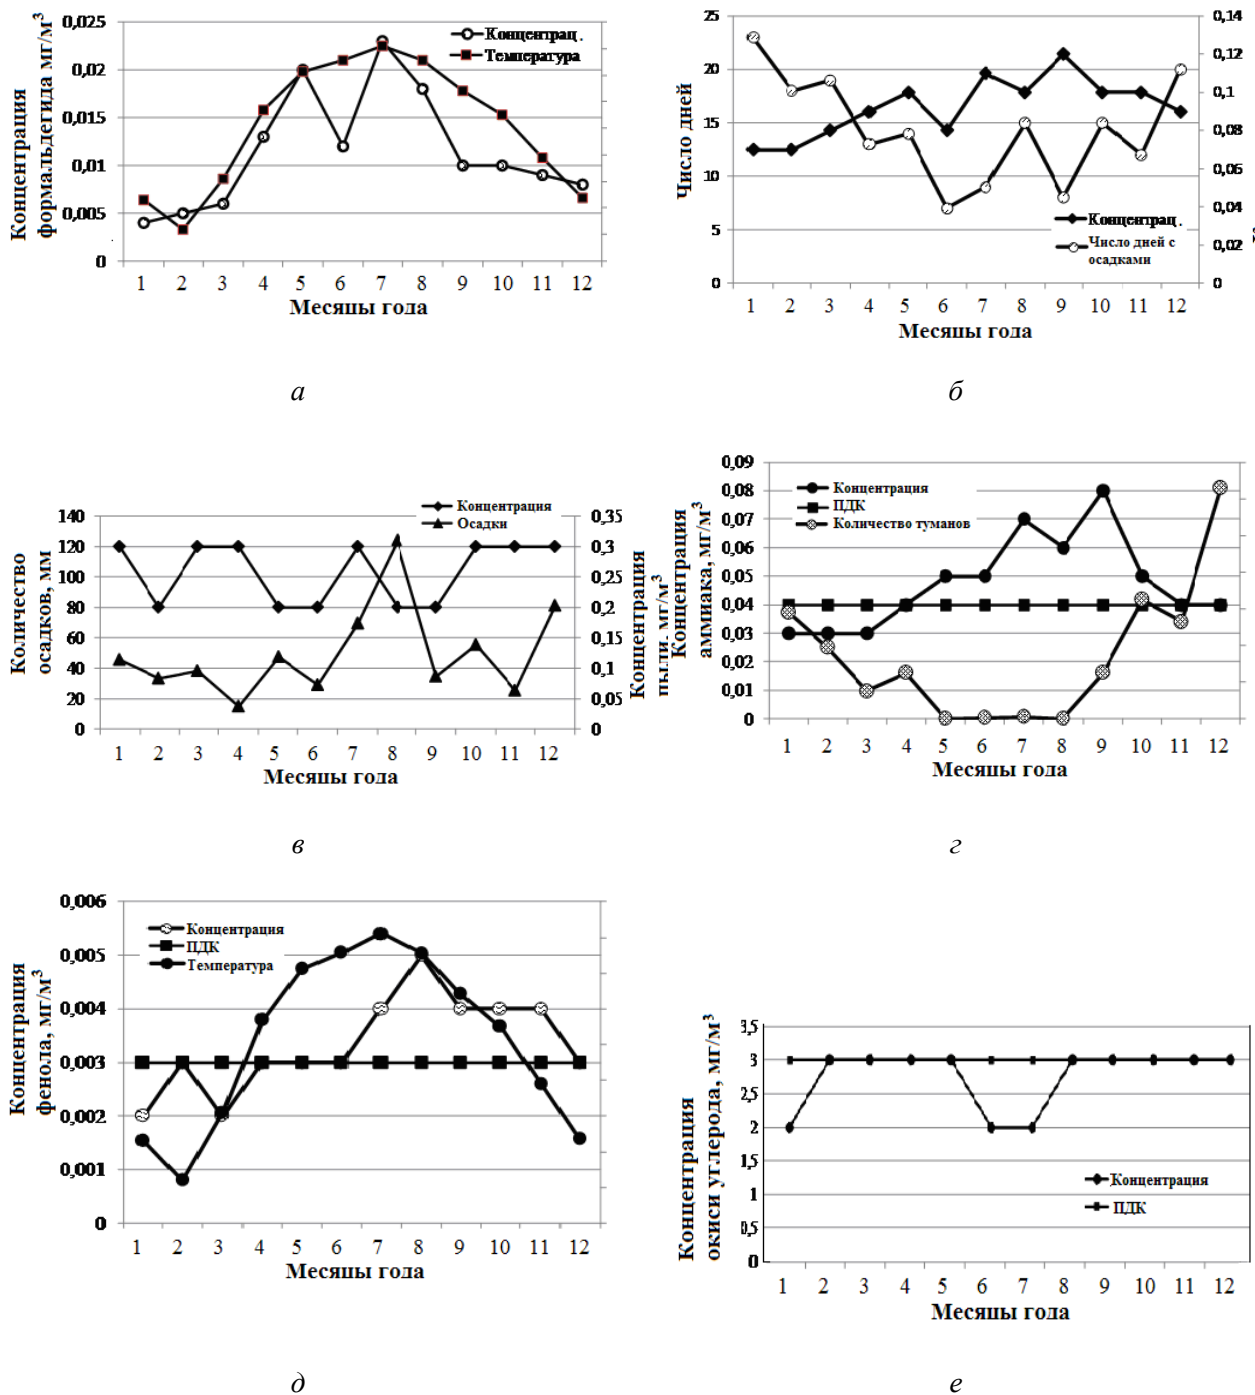 Концентрация
формальдегида мг/м³
0,025
0,02
0,015
0,01
0,005
0
Концентрац.
Температура
1 2 3 4 5 6 7 8 9 10 11 12
Месяцы года
а
Число дней
25
20
15
10
5
0
0,14
0,12
0,1
0,08
0,06
0,04
0,02
0
Концентрац.
Число дней с
осадками
1 2 3 4 5 6 7 8 9 10 11 12
Месяцы года
б
Количество
осадков, мм
140
120
100
80
60
40
20
0
Концентрация
Осадки
0,35
0,3
0,25
0,2
0,15
0,1
0,05
0
Концентрация
пыли, мг/м³
1 2 3 4 5 6 7 8 9 10 11 12
Месяцы года
в
Концентрация
аммиака, мг/м³
0,09
0,08
0,07
0,06
0,05
0,04
0,03
0,02
0,01
0
Концентрация
ПДК
Количество туманов
1 2 3 4 5 6 7 8 9 10 11 12
Месяцы года
г
Концентрация
фенола, мг/м³
0,006
0,005
0,004
0,003
0,002
0,001
0
Концентрация
ПДК
Температура
1 2 3 4 5 6 7 8 9 10 11 12
Месяцы года
д
Концентрация
окиси углерода, мг/м³
3,5
3
2,5
2
1,5
1
0,5
0
Концентрация
ПДК
1 2 3 4 5 6 7 8 9 10 11 12
Месяцы года
е